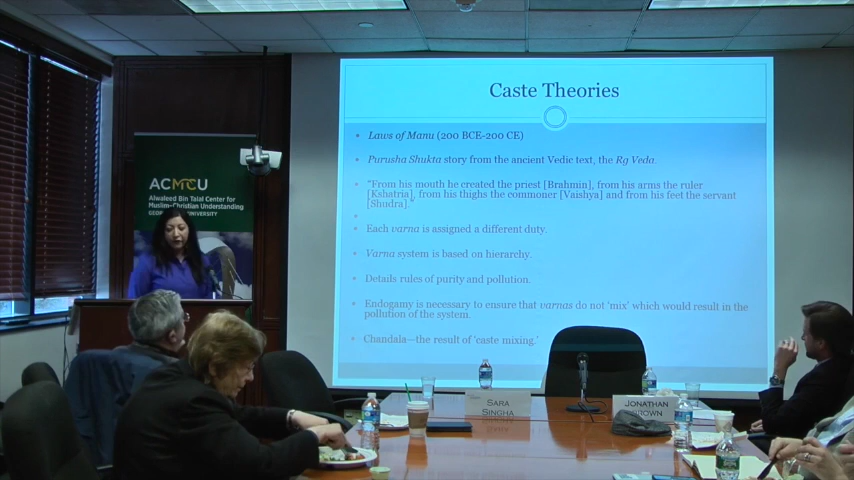 Caste Theories
Laws of Manu (200 BCE-200 CE)
Purusha Shukta story from the ancient Vedic text, the Rg Veda.
"From his mouth he created the priest [Brahmin], from his arms the ruler
[Kshatria], from his thighs the commoner [Vaishya] and from his feet the servant
[Shudra]."
Each varna is assigned a different duty.
Varna system is based on hierarchy.
Details rules of purity and pollution.
Endogamy is necessary to ensure that varnas do not 'mix' which would result in the
pollution of the system.
Chandala—the result of 'caste mixing.'
ACMCU
Alwaleed Bin Talal Center for
Muslim-Christian Understanding
SARA
SINGHA
JONATHAN
BROWN